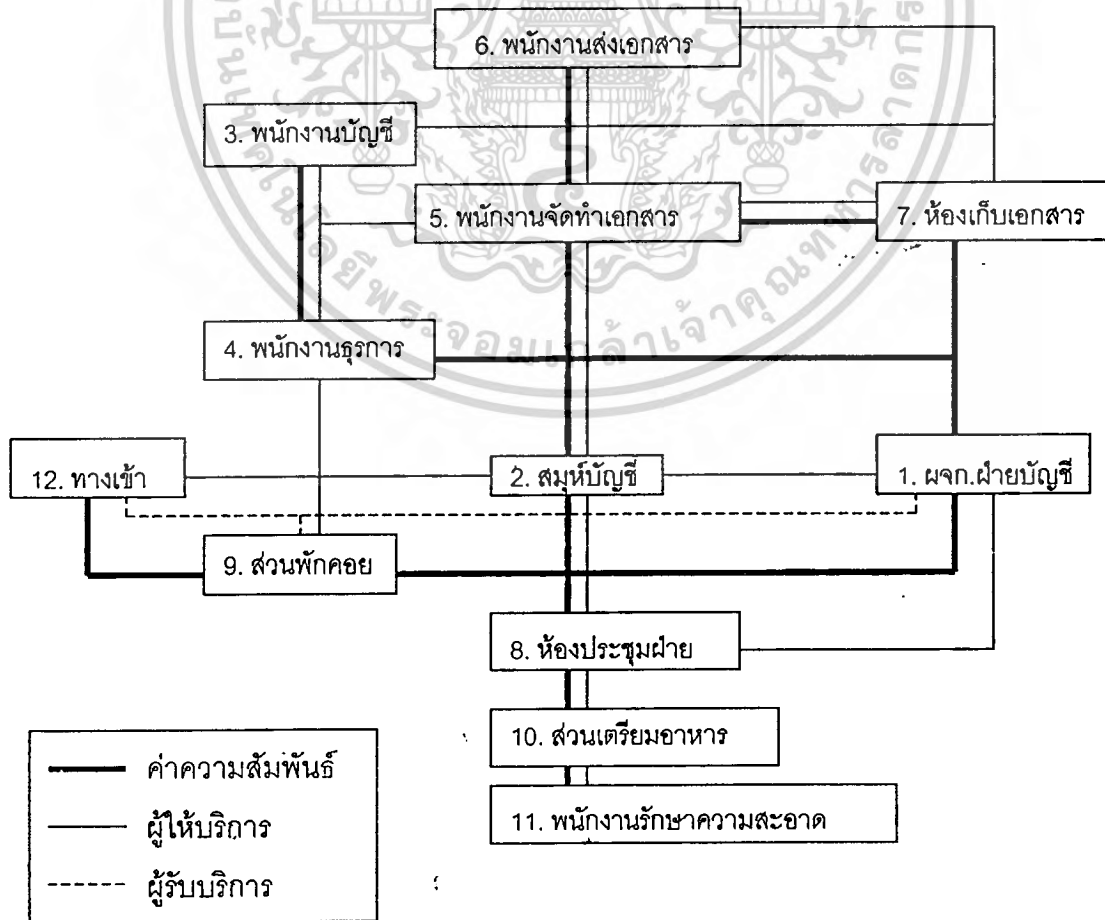 6. พนักงานส่งเอกสาร
3. พนักงานบัญชี
5. พนักงานจัดทำเอกสาร
7. ห้องเก็บเอกสาร
4. พนักงานธุรการ
12. ทางเข้า
2. สมุห์บัญชี
1. ผจก.ฝ่ายบัญชี
9. ส่วนพักคอย
8. ห้องประชุมฝ่าย
10. ส่วนเตรียมอาหาร
11. พนักงานรักษาความสะอาด
ค่าความสัมพันธ์
ผู้ให้บริการ
ผู้รับบริการ